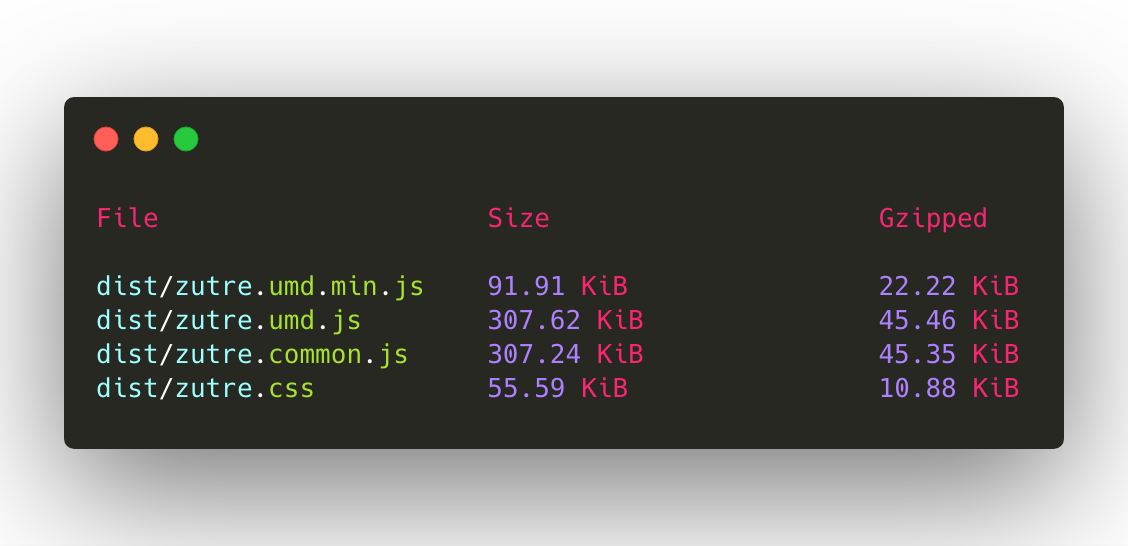 File Size Gzipped
dist/zutre.umd.min.js 91.91 KiB 22.22 KiB
dist/zutre.umd.js 307.62 KiB 45.46 KiB
dist/zutre.common.js 307.24 KiB 45.35 KiB
dist/zutre.css 55.59 KiB 10.88 KiB